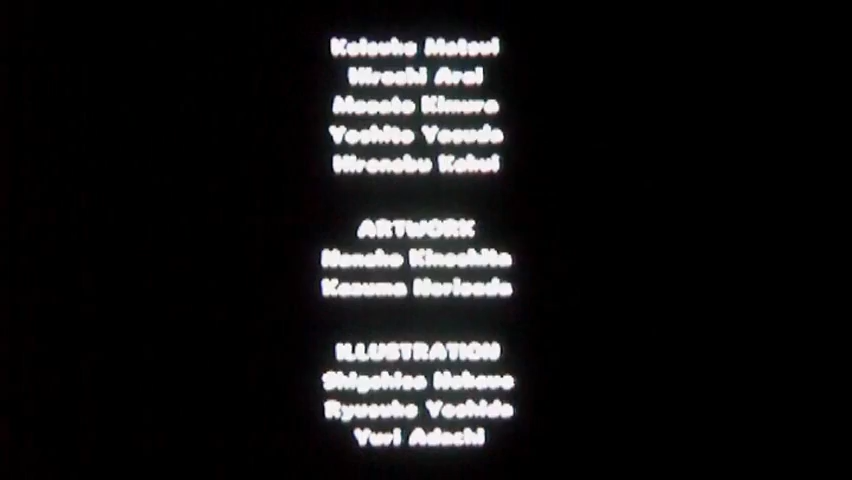 Keisuke Matsui
Hiroshi Arai
Masato Kimura
Yoshito Yasuda
Hironobu Kakui
ARTWORK
Nanako Kinoshita
Kazuma Norisada
ILLUSTRATION
Shigehisa Nakaue
Ryusuke Yoshida
Yuri Adachi